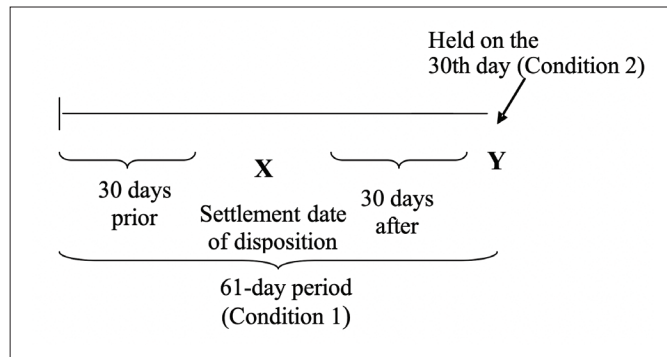 Held on the
30th day (Condition 2)
X
Y
30 days
prior
Settlement date
of disposition
30 days
after
61-day period
(Condition 1)